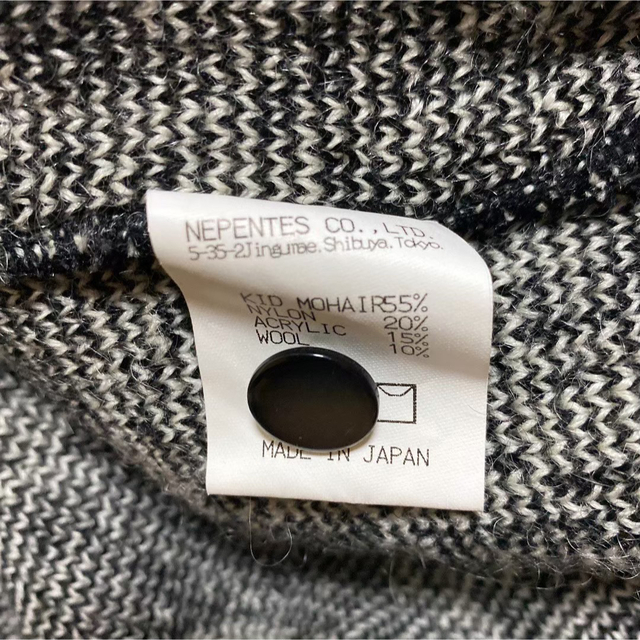 NEPENTES CO.,LTD.
5-35-2Jingumae.Shibuya.Tokyo.
KID MOHAIR55%
NYLON 20%
ACRYLIC 15%
WOOL 10%
MADE IN JAPAN